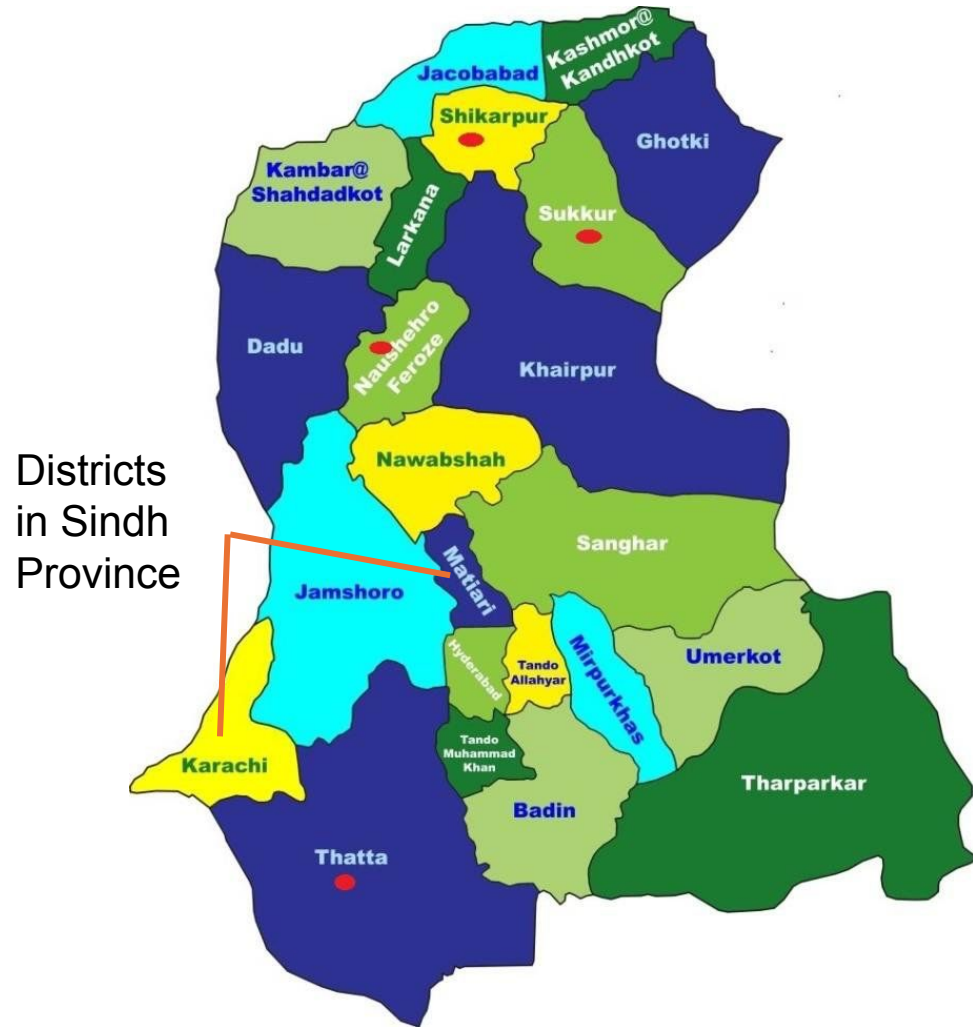 Kashmor@
Kandhkot
Jacobabad
Shikarpur
Ghotki
Kambar@
Shahdadkot
Larkana
Sukkur
Dadu
Naushehro
Feroze
Khairpur
Nawabshah
Districts
in Sindh
Province
Sanghar
Matiari
Jamshoro
Hyderabad
Tando
Allahyar
Mirpurkhas
Umerkot
Tando
Muhammad
Khan
Karachi
Tharparkar
Badin
Thatta